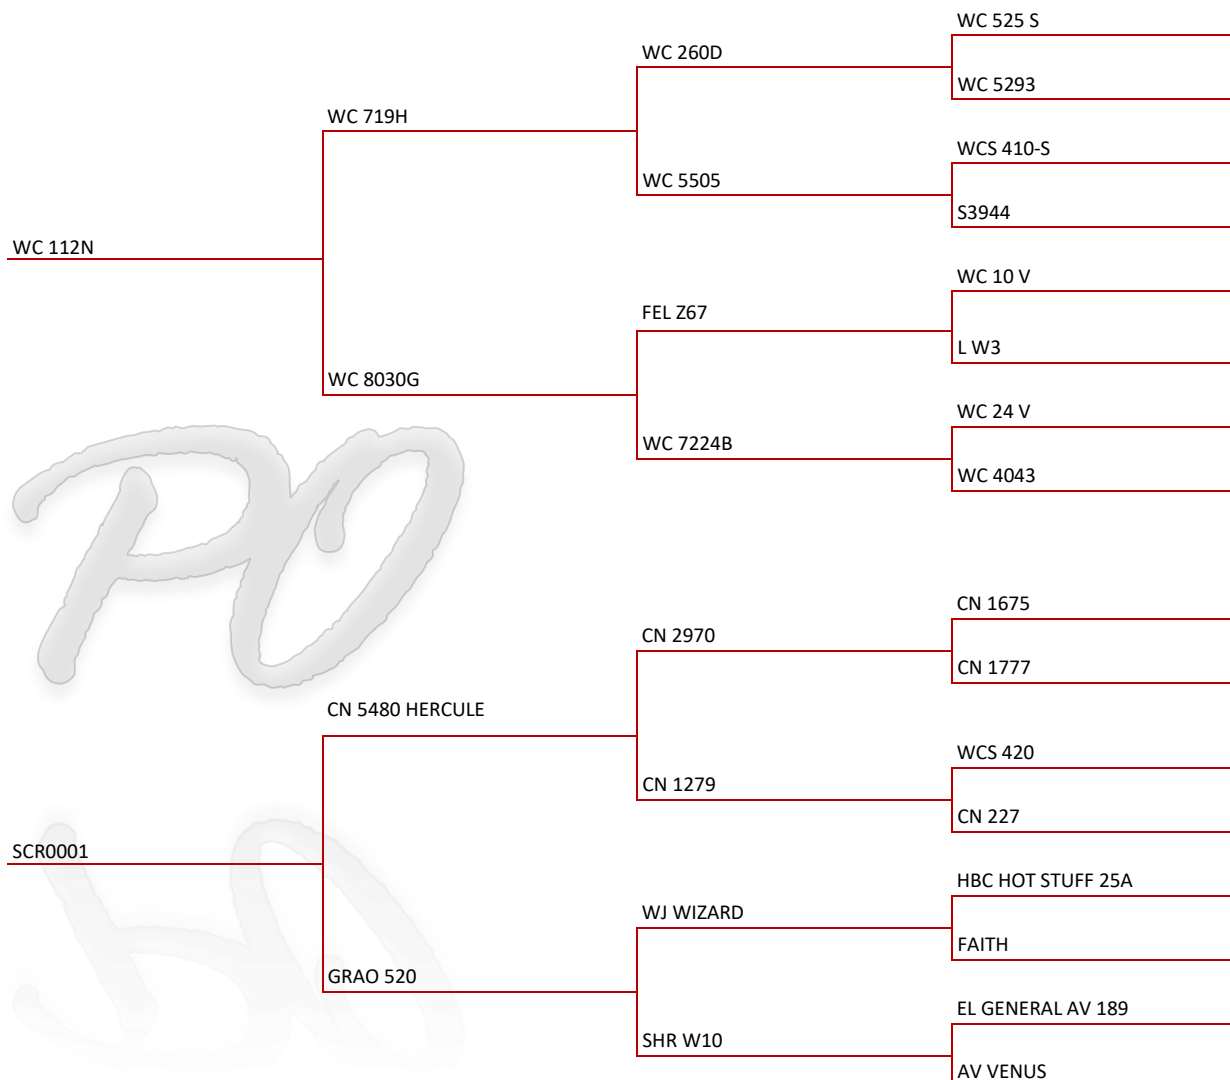 WC 525 S
WC 260D
WC 5293
WC 719H
WCS 410-S
WC 5505
S3944
WC 112N
WC 10 V
FEL Z67
L W3
WC 8030G
WC 24 V
WC 7224B
WC 4043
PO
CN 1675
CN 2970
CN 1777
CN 5480 HERCULE
WCS 420
CN 1279
CN 227
SCR0001
HBC HOT STUFF 25A
WJ WIZARD
FAITH
GRAO 520
EL GENERAL AV 189
SHR W10
AV VENUS